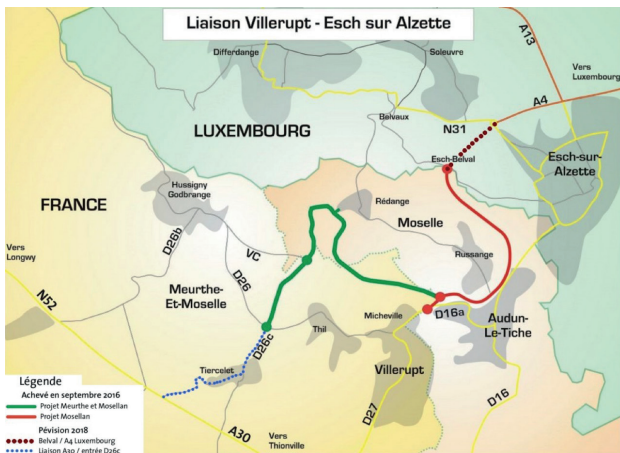 Liaison Villerupt - Esch sur Alzette
Differdange
Soleuvre
A13
Vers
Luxembourg
A4
Belvaux
N31
LUXEMBOURG
Esch-Belval
Esch-sur-
Alzette
Hussigny
Godbrange
FRANCE
Rédange
Moselle
D26b
VC
Russange
Vers
Longwy
D26
Meurthe-
Et-Moselle
N52
D16a
Micheville
Audun-
Le-Tiche
Thil
D26c
Tiercelet
Villerupt
D16
D27
A30
Vers
Thionville
Légende
Achevé en septembre 2016
Projet Meurthe et Mosellan
Projet Mosellan
Pévision 2018
Belval / A4 Luxembourg
Liaison A30 / entrée D26c